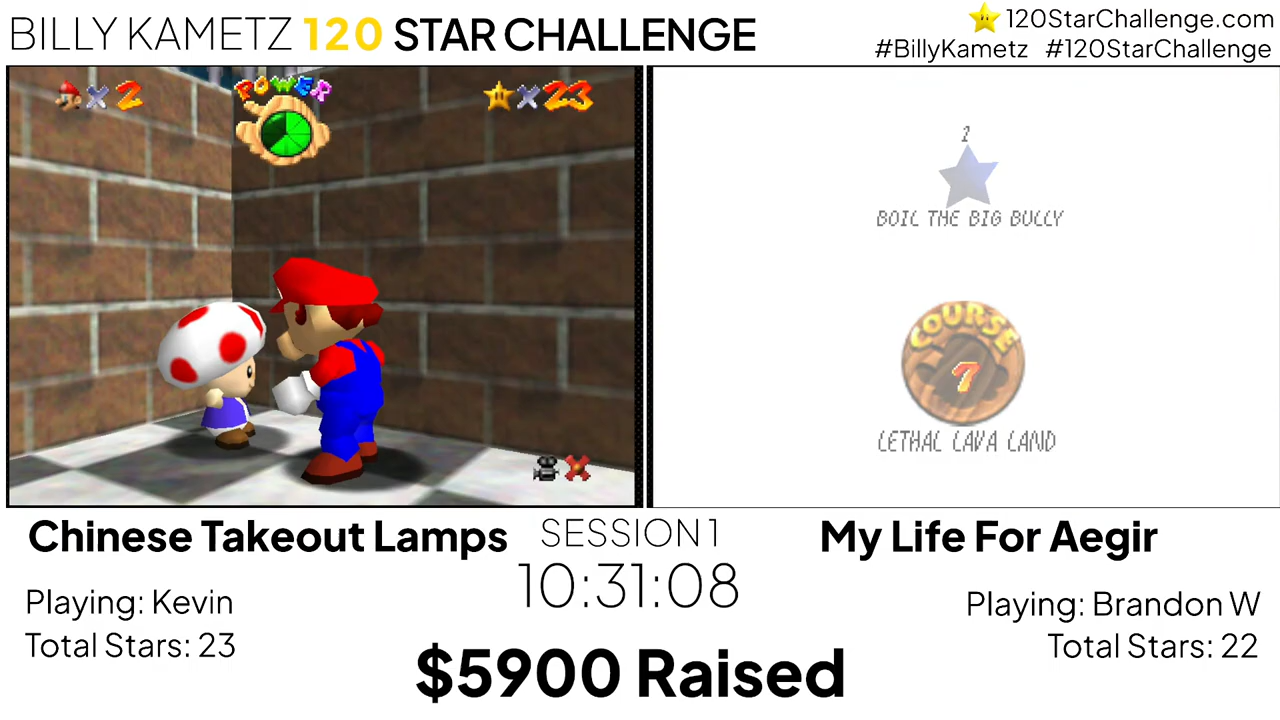 BILLY KAMETZ 120 STAR CHALLENGE
120StarChallenge.com
#BillyKametz #120StarChallenge
× 2
POWER
× 23
1
BOIL THE BIG BULLY
COURSE
7
LETHAL LAVA LAND
Chinese Takeout Lamps
SESSION 1
My Life For Aegir
10:31:08
Playing: Kevin
Playing: Brandon W
Total Stars: 23
Total Stars: 22
$5900 Raised